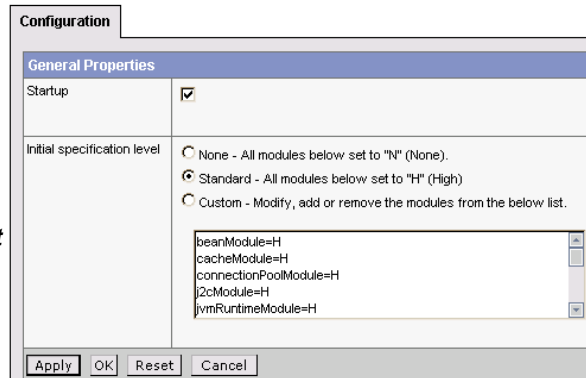 Configuration
General Properties
Startup
Initial specification level
None - All modules below set to "N" (None).
Standard - All modules below set to "H" (High)
Custom - Modify, add or remove the modules from the below list.
beanModule=H
cacheModule=H
connectionPoolModule=H
j2cModule=H
jvmRuntimeModule=H
Apply OK Reset Cancel